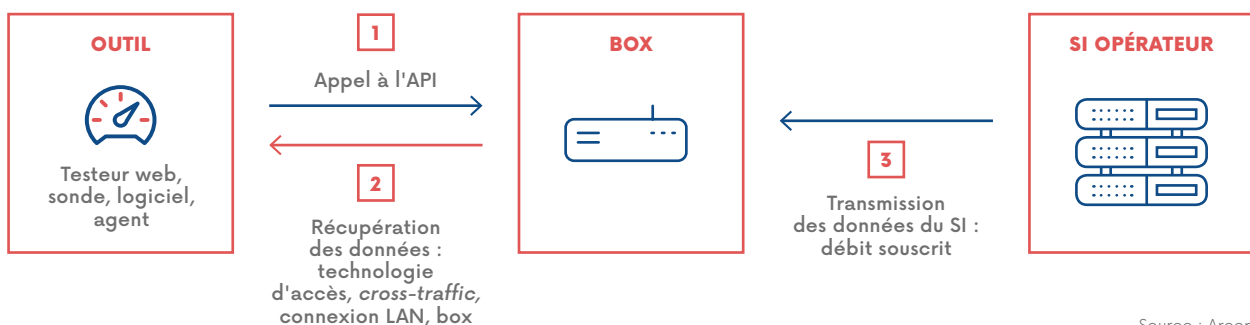 OUTIL
Testeur web,
sonde, logiciel,
agent
1
Appel à l'API
2
Récupération
des données :
technologie
d'accès, cross-traffic,
connexion LAN, box
BOX
3
Transmission
des données du SI :
débit souscrit
SI OPÉRATEUR
Source :